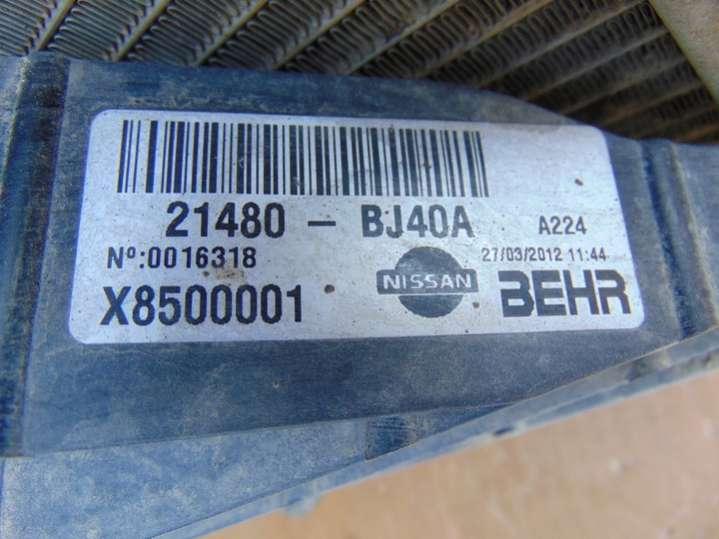 21480 - BJ40A A224
Nº:0016318 27/03/2012 11:44
X8500001 NISSAN BEHR